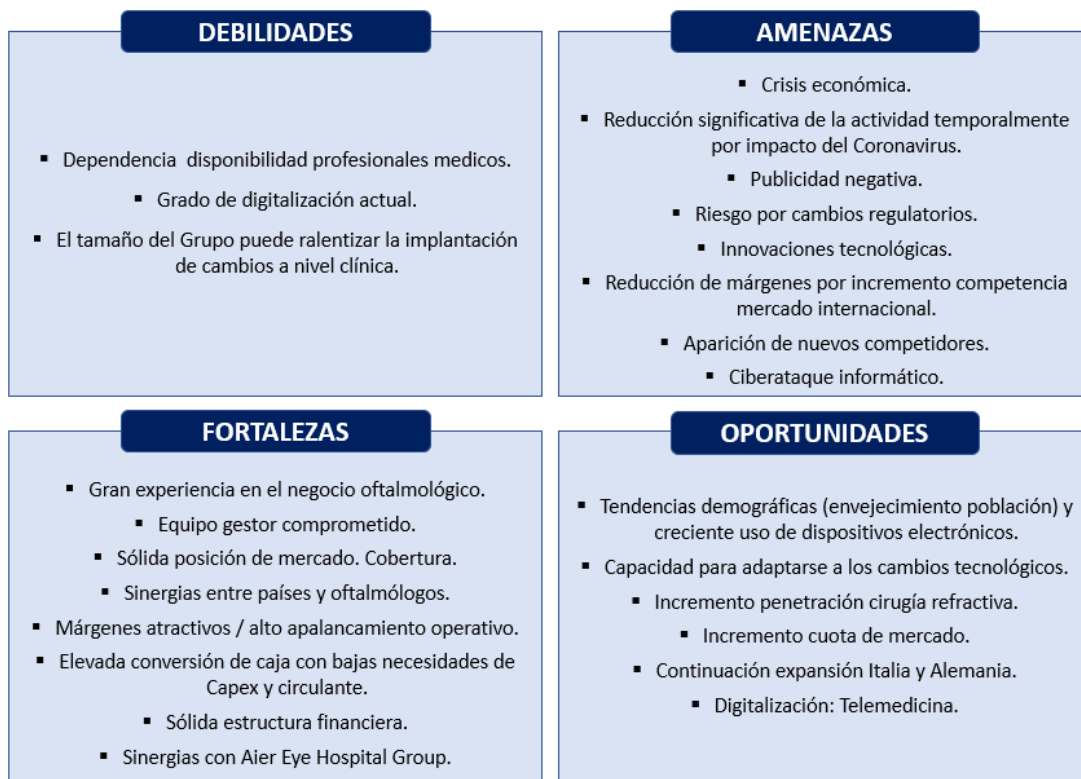 DEBILIDADES
▪ Dependencia disponibilidad profesionales medicos.
▪ Grado de digitalización actual.
▪ El tamaño del Grupo puede ralentizar la implantación
de cambios a nivel clínica.
AMENAZAS
▪ Crisis económica.
▪ Reducción significativa de la actividad temporalmente
por impacto del Coronavirus.
▪ Publicidad negativa.
▪ Riesgo por cambios regulatorios.
▪ Innovaciones tecnológicas.
▪ Reducción de márgenes por incremento competencia
mercado internacional.
▪ Aparición de nuevos competidores.
▪ Ciberataque informático.
FORTALEZAS
▪ Gran experiencia en el negocio oftalmológico.
▪ Equipo gestor comprometido.
▪ Sólida posición de mercado. Cobertura.
▪ Sinergias entre países y oftalmólogos.
▪ Márgenes atractivos / alto apalancamiento operativo.
▪ Elevada conversión de caja con bajas necesidades de
Capex y circulante.
▪ Sólida estructura financiera.
▪ Sinergias con Aier Eye Hospital Group.
OPORTUNIDADES
▪ Tendencias demográficas (envejecimiento población) y
creciente uso de dispositivos electrónicos.
▪ Capacidad para adaptarse a los cambios tecnológicos.
▪ Incremento penetración cirugía refractiva.
▪ Incremento cuota de mercado.
▪ Continuación expansión Italia y Alemania.
▪ Digitalización: Telemedicina.